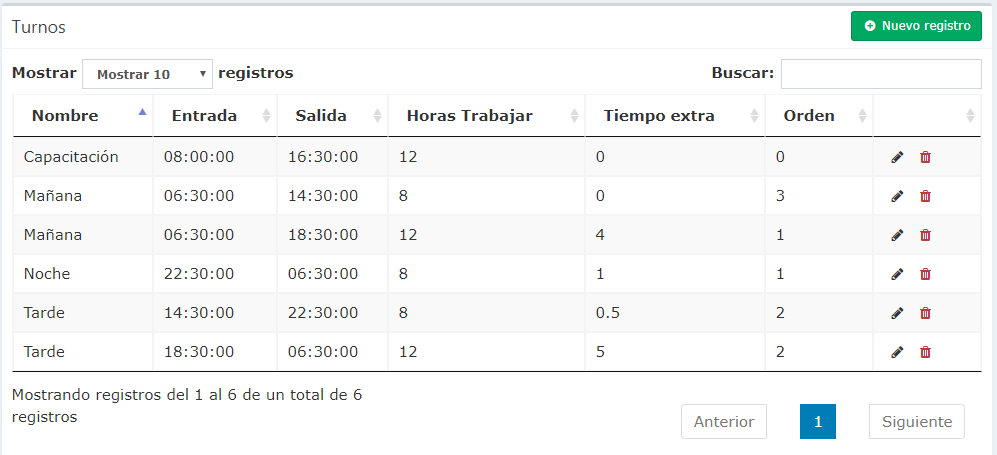 Turnos
Nuevo registro
Mostrar Mostrar 10 registros
Buscar:
Nombre Entrada Salida Horas Trabajar Tiempo extra Orden
Capacitación 08:00:00 16:30:00 12 0 0
Mañana 06:30:00 14:30:00 8 0 3
Mañana 06:30:00 18:30:00 12 4 1
Noche 22:30:00 06:30:00 8 1 1
Tarde 14:30:00 22:30:00 8 0.5 2
Tarde 18:30:00 06:30:00 12 5 2
Mostrando registros del 1 al 6 de un total de 6
registros
Anterior 1 Siguiente